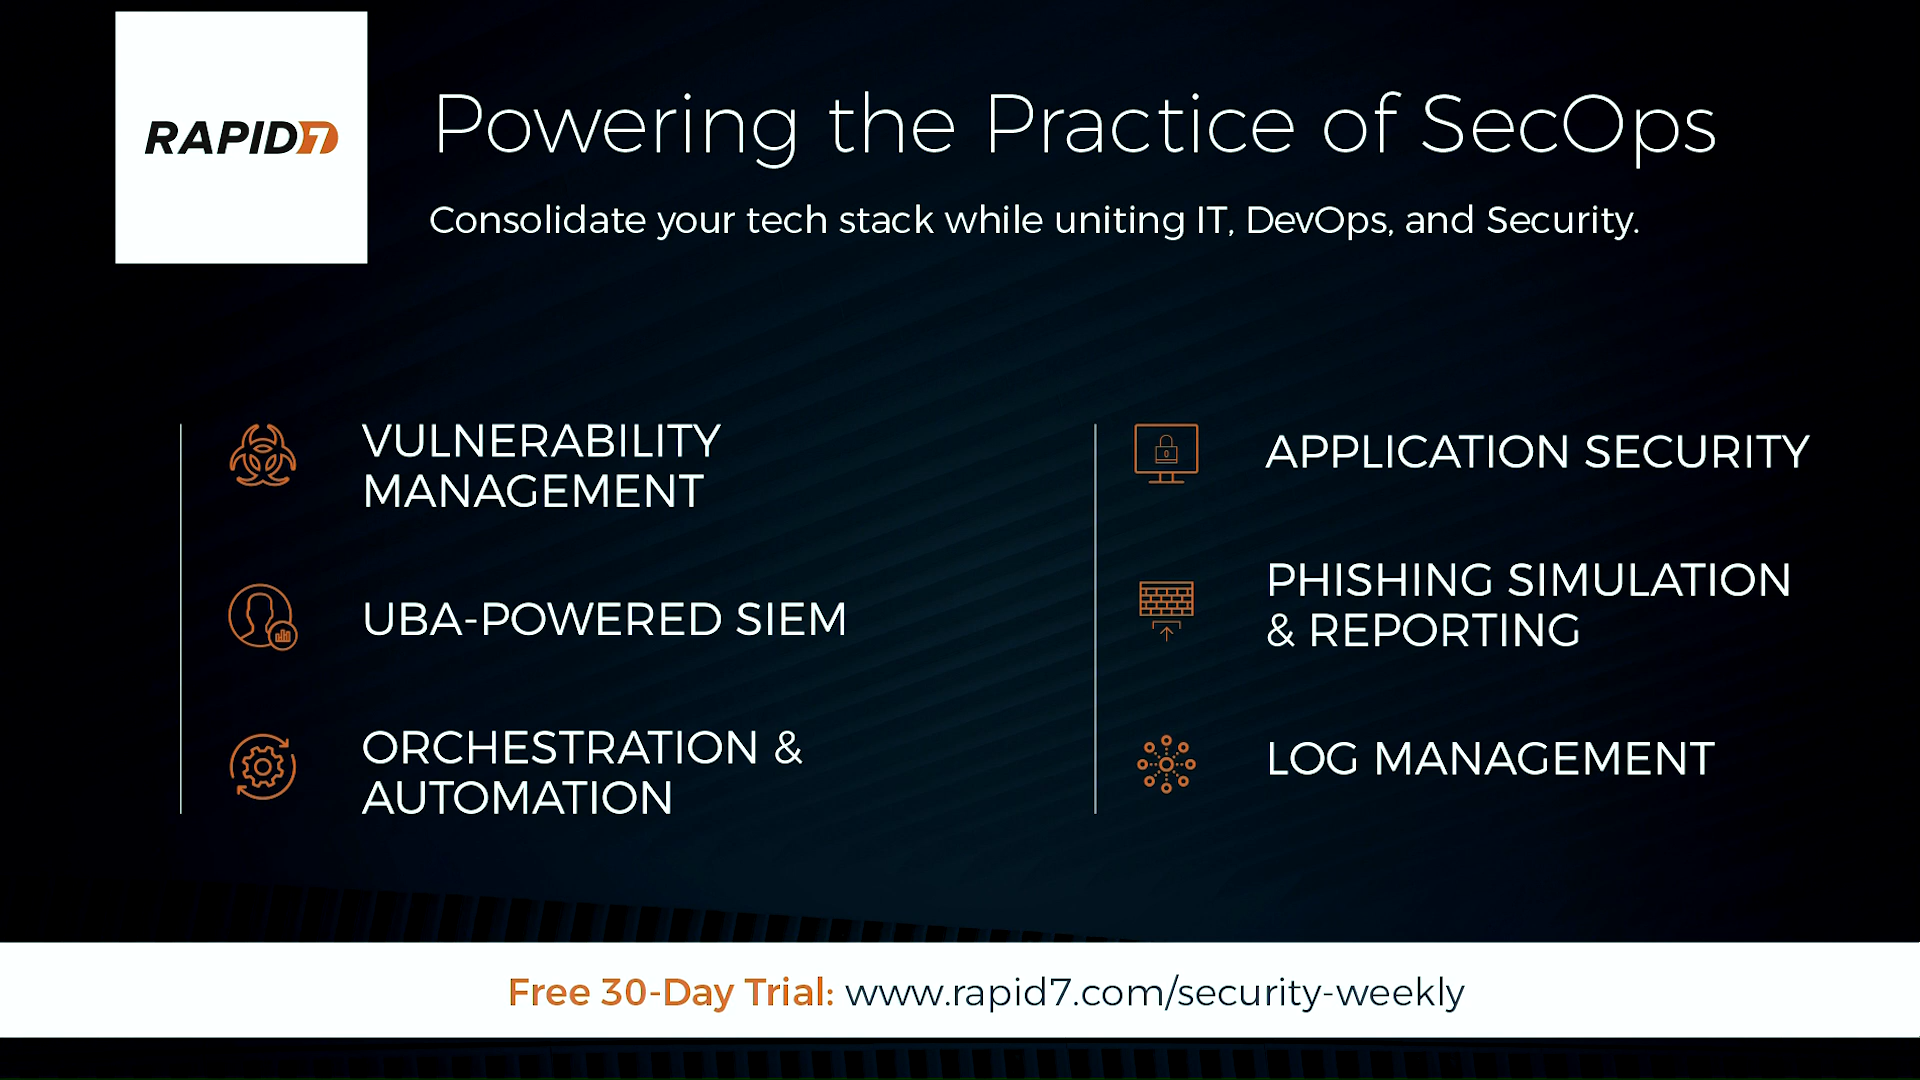 RAPID7
Powering the Practice of SecOps
Consolidate your tech stack while uniting IT, DevOps, and Security.
VULNERABILITY
MANAGEMENT
UBA-POWERED SIEM
ORCHESTRATION &
AUTOMATION
APPLICATION SECURITY
PHISHING SIMULATION
& REPORTING
LOG MANAGEMENT
Free 30-Day Trial: www.rapid7.com/security-weekly